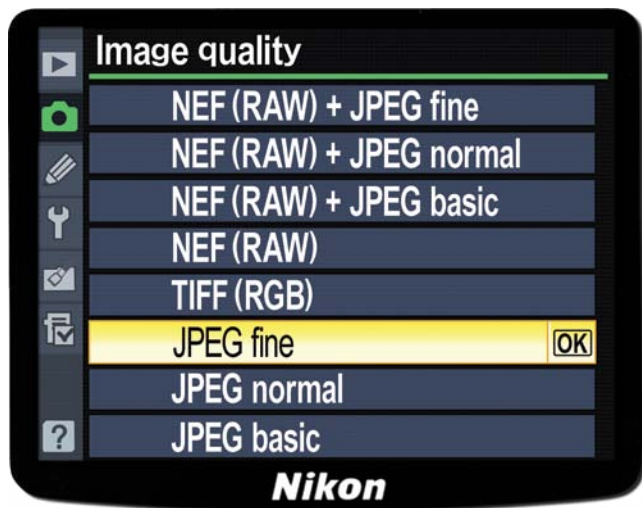 Image quality
NEF (RAW) + JPEG fine
NEF (RAW) + JPEG normal
NEF (RAW) + JPEG basic
NEF (RAW)
TIFF (RGB)
JPEG fine OK
JPEG normal
? JPEG basic
Nikon